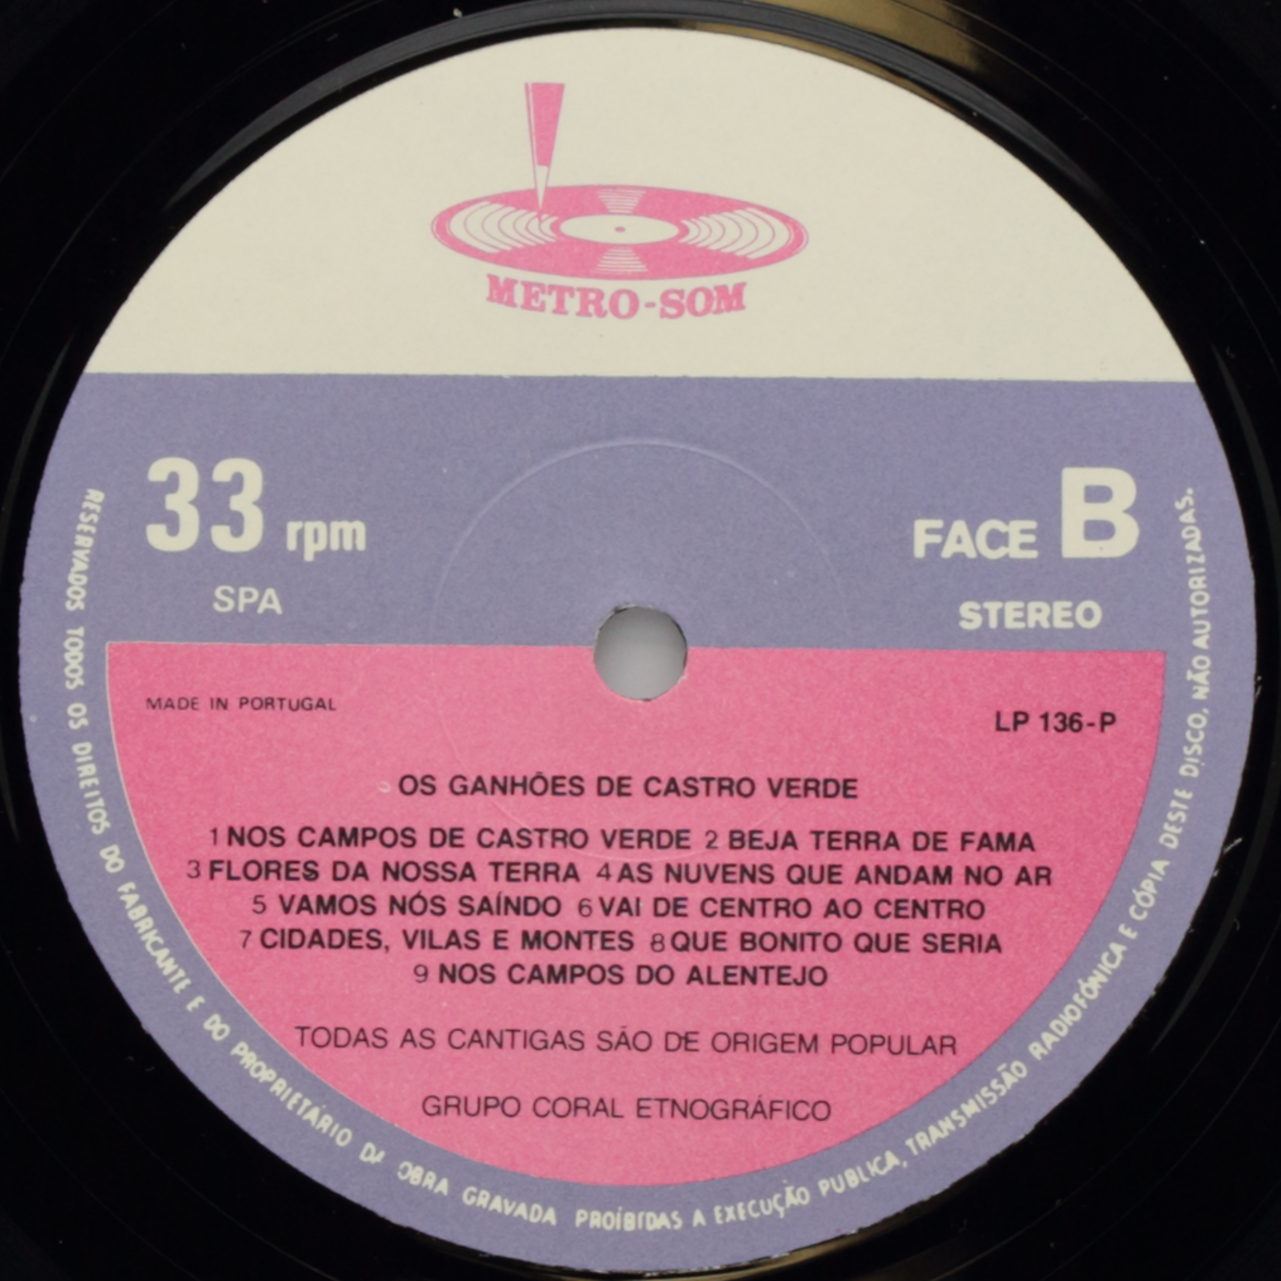 METRO-SOM
33 rpm
FACE B
SPA
STEREO
MADE IN PORTUGAL
LP 136-P
OS GANHÕES DE CASTRO VERDE
1 NOS CAMPOS DE CASTRO VERDE 2 BEJA TERRA DE FAMA
3 FLORES DA NOSSA TERRA 4 AS NUVENS QUE ANDAM NO AR
5 VAMOS NÓS SAÍNDO 6 VAI DE CENTRO AO CENTRO
7 CIDADES, VILAS E MONTES 8 QUE BONITO QUE SERIA
9 NOS CAMPOS DO ALENTEJO
TODAS AS CANTIGAS SÃO DE ORIGEM POPULAR
GRUPO CORAL ETNOGRÁFICO
RESERVADOS TODOS OS DIREITOS DO FABRICANTE E DO PROPRIETÁRIO DA OBRA GRAVADA PROÍBIDAS A EXECUÇÃO PUBLICA, TRANSMISSÃO RADIOFÓNICA E CÓPIA DESTE DISCO, NÃO AUTORIZADAS.